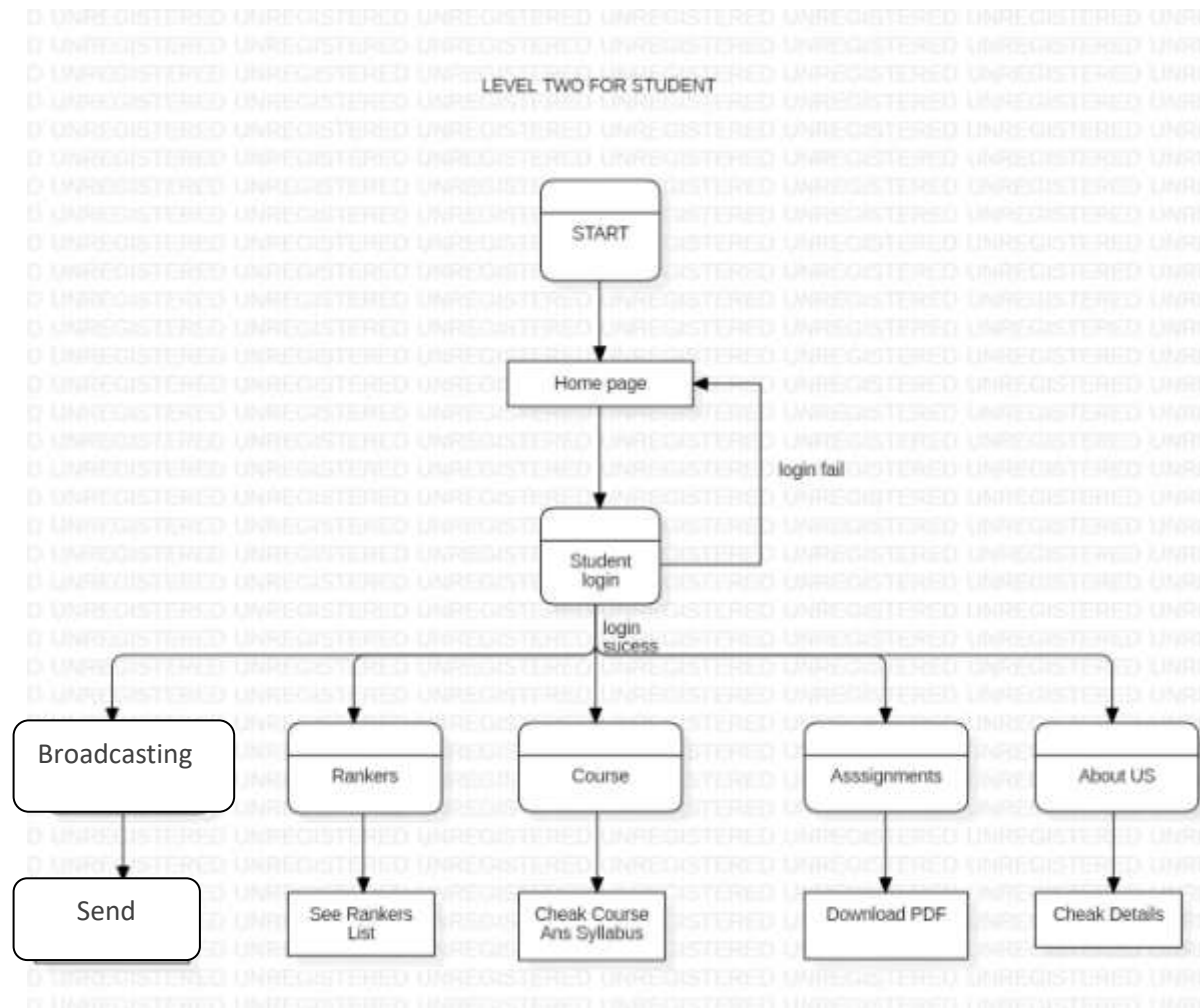 LEVEL TWO FOR STUDENT
START
Home page
login fail
Student
login
login
sucess
Broadcasting
Rankers
Course
Asssignments
About US
Send
See Rankers
List
Cheak Course
Ans Syllabus
Download PDF
Cheak Details
UNREGISTERED